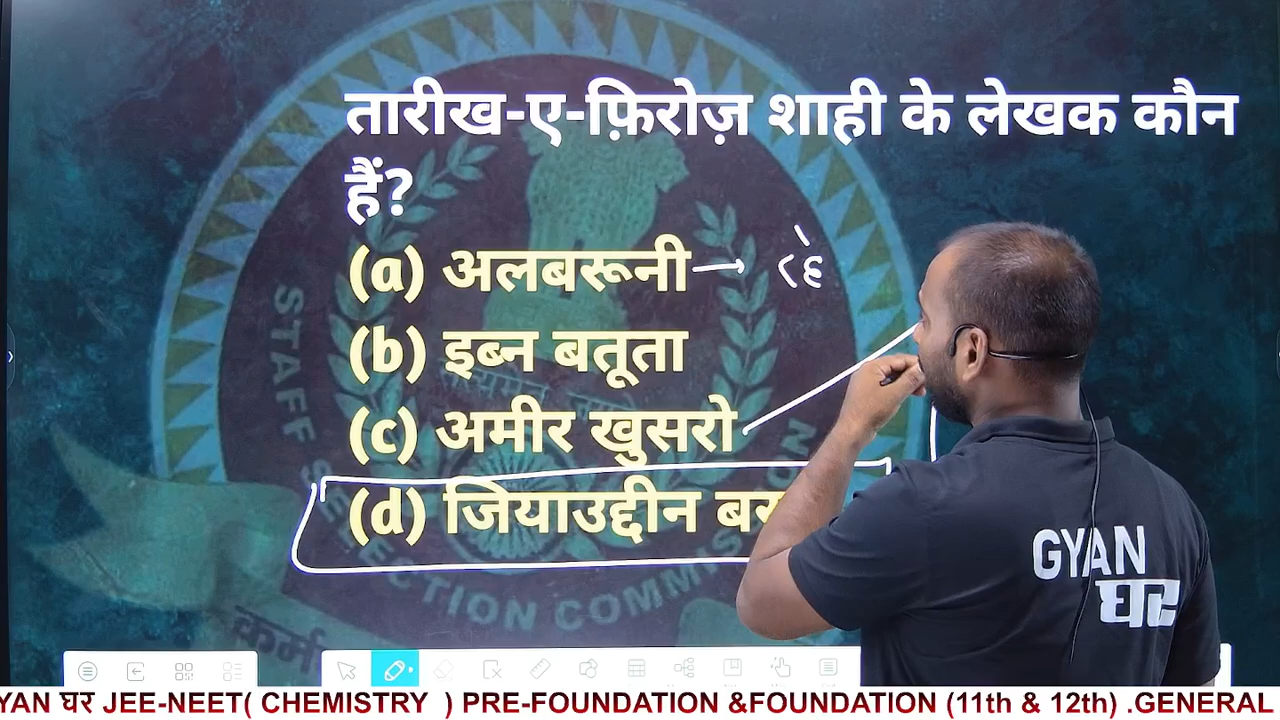 तारीख-ए-फ़िरोज़ शाही के लेखक कौन
हैं?
(a) अलबरूनी
(b) इब्न बतूता
(c) अमीर खुसरो
(d) जियाउद्दीन
STAFF SELECTION COMMISSION
GYAN
घर
YAN घर JEE-NEET( CHEMISTRY ) PRE-FOUNDATION &FOUNDATION (11th & 12th) .GENERAL